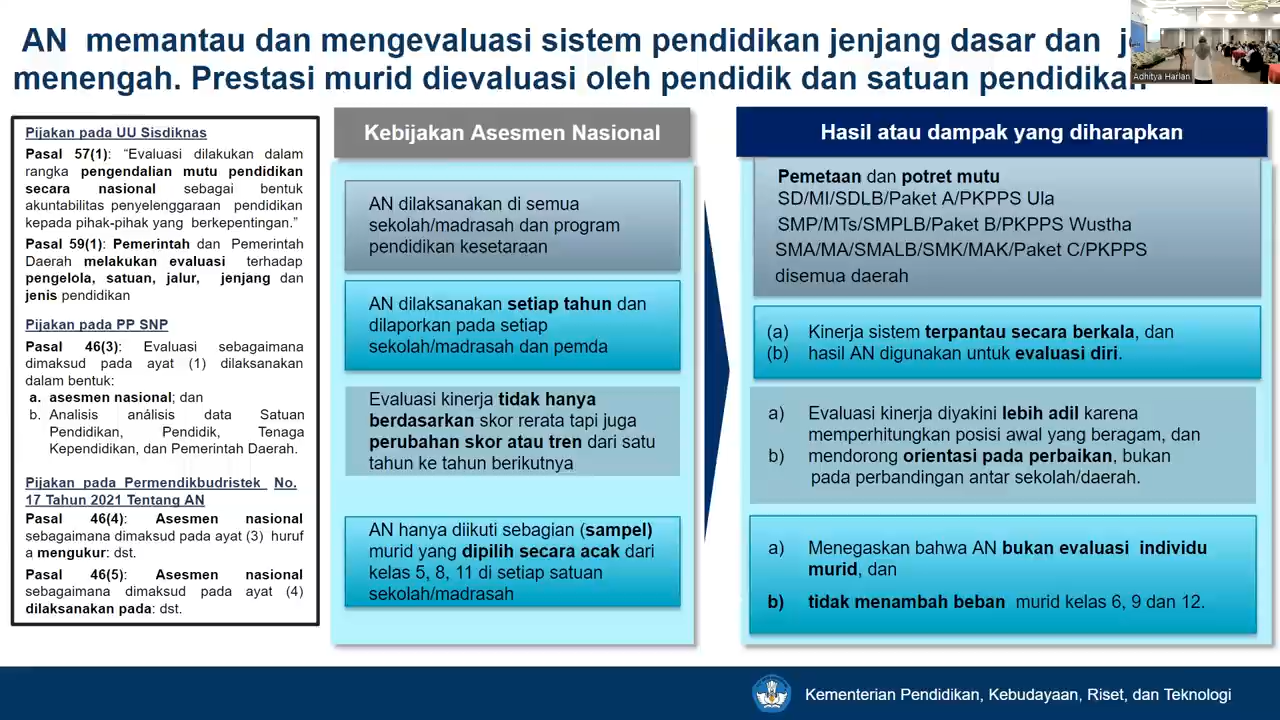 AN memantau dan mengevaluasi sistem pendidikan jenjang dasar dan
menengah. Prestasi murid dievaluasi oleh pendidik dan satuan pendidikan
Adhitya Harlan
Pijakan pada UU Sisdiknas
Pasal 57(1): “Evaluasi dilakukan dalam
rangka pengendalian mutu pendidikan
secara nasional sebagai bentuk
akuntabilitas penyelenggaraan pendidikan
kepada pihak-pihak yang berkepentingan.”
Pasal 59(1): Pemerintah dan Pemerintah
Daerah melakukan evaluasi terhadap
pengelola, satuan, jalur, jenjang dan
jenis pendidikan
Pijakan pada PP SNP
Pasal 46(3): Evaluasi sebagaimana
dimaksud pada ayat (1) dilaksanakan
dalam bentuk:
a. asesmen nasional; dan
b. Analisis análisis data Satuan
Pendidikan, Pendidik, Tenaga
Kependidikan, dan Pemerintah Daerah.
Pijakan pada Permendikbudristek No.
17 Tahun 2021 Tentang AN
Pasal 46(4): Asesmen nasional
sebagaimana dimaksud pada ayat (3) huruf
a mengukur: dst.
Pasal 46(5): Asesmen nasional
sebagaimana dimaksud pada ayat (4)
dilaksanakan pada: dst.
Kebijakan Asesmen Nasional
AN dilaksanakan di semua
sekolah/madrasah dan program
pendidikan kesetaraan
AN dilaksanakan setiap tahun dan
dilaporkan pada setiap
sekolah/madrasah dan pemda
Evaluasi kinerja tidak hanya
berdasarkan skor rerata tapi juga
perubahan skor atau tren dari satu
tahun ke tahun berikutnya
AN hanya diikuti sebagian (sampel)
murid yang dipilih secara acak dari
kelas 5, 8, 11 di setiap satuan
sekolah/madrasah
Hasil atau dampak yang diharapkan
Pemetaan dan potret mutu
SD/MI/SDLB/Paket A/PKPPS Ula
SMP/MTs/SMPLB/Paket B/PKPPS Wustha
SMA/MA/SMALB/SMK/MAK/Paket C/PKPPS
disemua daerah
(a) Kinerja sistem terpantau secara berkala, dan
(b) hasil AN digunakan untuk evaluasi diri.
a) Evaluasi kinerja diyakini lebih adil karena
memperhitungkan posisi awal yang beragam, dan
b) mendorong orientasi pada perbaikan, bukan
pada perbandingan antar sekolah/daerah.
a) Menegaskan bahwa AN bukan evaluasi individu
murid, dan
b) tidak menambah beban murid kelas 6, 9 dan 12.
Kementerian Pendidikan, Kebudayaan, Riset, dan Teknologi